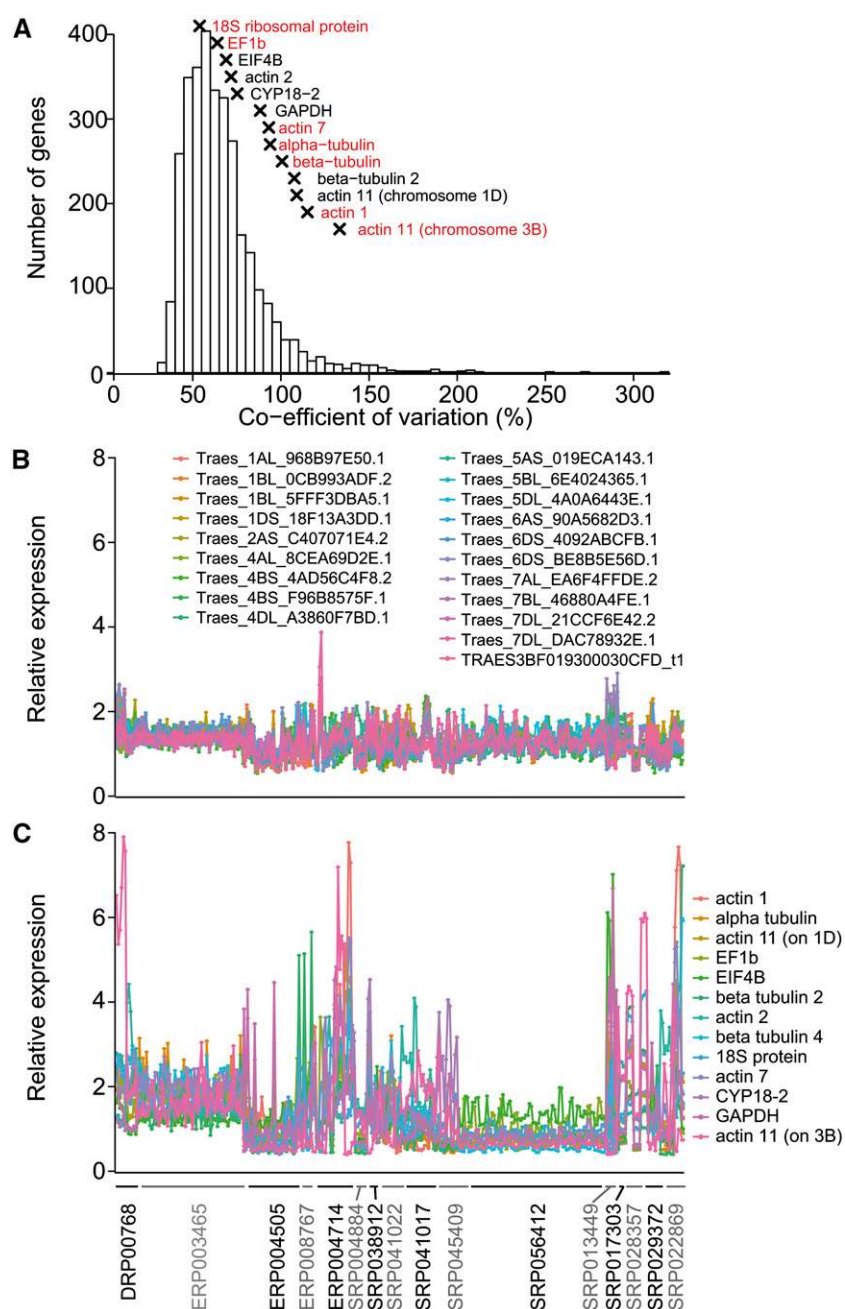 A
18S ribosomal protein
EF1b
EIF4B
actin 2
CYP18−2
GAPDH
actin 7
alpha−tubulin
beta−tubulin
beta−tubulin 2
actin 11 (chromosome 1D)
actin 1
actin 11 (chromosome 3B)
Number of genes
400
300
200
100
0
0 50 100 150 200 250 300
Co−efficient of variation (%)
B
Relative expression
8
6
4
2
0
Traes_1AL_968B97E50.1
Traes_1BL_0CB993ADF.2
Traes_1BL_5FFF3DBA5.1
Traes_1DS_18F13A3DD.1
Traes_2AS_C407071E4.2
Traes_4AL_8CEA69D2E.1
Traes_4BS_4AD56C4F8.2
Traes_4BS_F96B8575F.1
Traes_4DL_A3860F7BD.1
Traes_5AS_019ECA143.1
Traes_5BL_6E4024365.1
Traes_5DL_4A0A6443E.1
Traes_6AS_90A5682D3.1
Traes_6DS_4092ABCFB.1
Traes_6DS_BE8B5E56D.1
Traes_7AL_EA6F4FFDE.2
Traes_7BL_46880A4FE.1
Traes_7DL_21CCF6E42.2
Traes_7DL_DAC78932E.1
TRAES3BF019300030CFD_t1
C
Relative expression
8
6
4
2
0
actin 1
alpha tubulin
actin 11 (on 1D)
EF1b
EIF4B
beta tubulin 2
actin 2
beta tubulin 4
18S protein
actin 7
CYP18-2
GAPDH
actin 11 (on 3B)
DRP00768
ERP003465
ERP004505
ERP008767
ERP004714
SRP004884
SRP038912
SRP041022
SRP041017
SRP045409
SRP056412
SRP013449
SRP017303
SRP028357
SRP029372
SRP022869